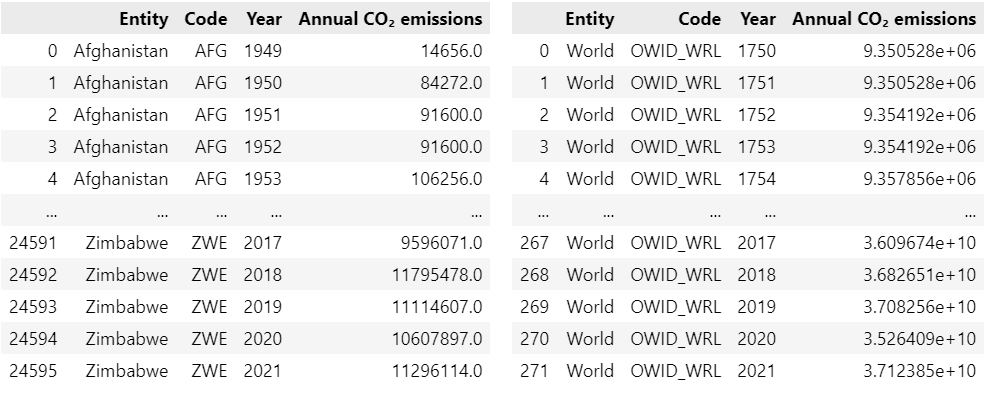 Entity Code Year Annual CO₂ emissions
0 Afghanistan AFG 1949 14656.0
1 Afghanistan AFG 1950 84272.0
2 Afghanistan AFG 1951 91600.0
3 Afghanistan AFG 1952 91600.0
4 Afghanistan AFG 1953 106256.0
... ... ... ... ...
24591 Zimbabwe ZWE 2017 9596071.0
24592 Zimbabwe ZWE 2018 11795478.0
24593 Zimbabwe ZWE 2019 11114607.0
24594 Zimbabwe ZWE 2020 10607897.0
24595 Zimbabwe ZWE 2021 11296114.0
Entity Code Year Annual CO₂ emissions
0 World OWID_WRL 1750 9.350528e+06
1 World OWID_WRL 1751 9.350528e+06
2 World OWID_WRL 1752 9.354192e+06
3 World OWID_WRL 1753 9.354192e+06
4 World OWID_WRL 1754 9.357856e+06
... ... ... ... ...
267 World OWID_WRL 2017 3.609674e+10
268 World OWID_WRL 2018 3.682651e+10
269 World OWID_WRL 2019 3.708256e+10
270 World OWID_WRL 2020 3.526409e+10
271 World OWID_WRL 2021 3.712385e+10